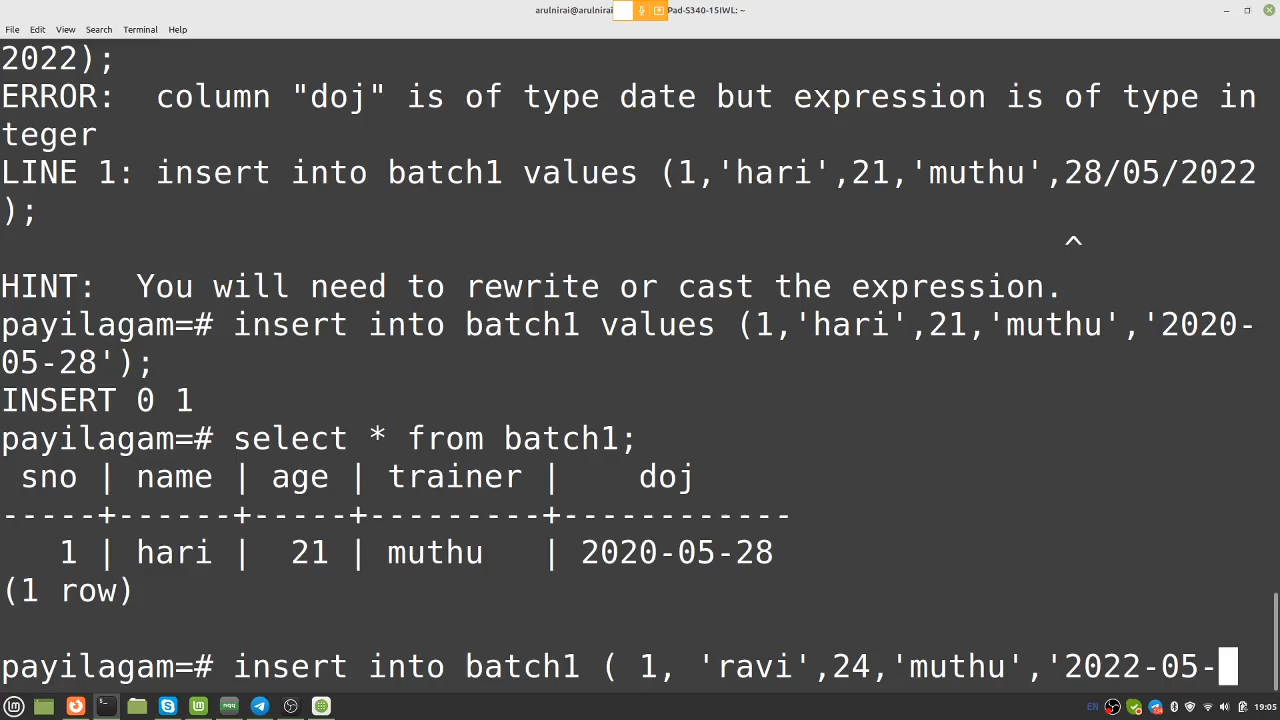 arulnirai@arulnirai Pad-S340-15IWL: ~
File Edit View Search Terminal Help
2022);
ERROR:  column "doj" is of type date but expression is of type in
teger
LINE 1: insert into batch1 values (1,'hari',21,'muthu',28/05/2022
);
^
HINT:  You will need to rewrite or cast the expression.
payilagam=# insert into batch1 values (1,'hari',21,'muthu','2020-
05-28');
INSERT 0 1
payilagam=# select * from batch1;
 sno | name | age | trainer |    doj
-----+------+-----+---------+------------
   1 | hari |  21 | muthu   | 2020-05-28
(1 row)
payilagam=# insert into batch1 ( 1, 'ravi',24,'muthu','2022-05-
EN 19:05